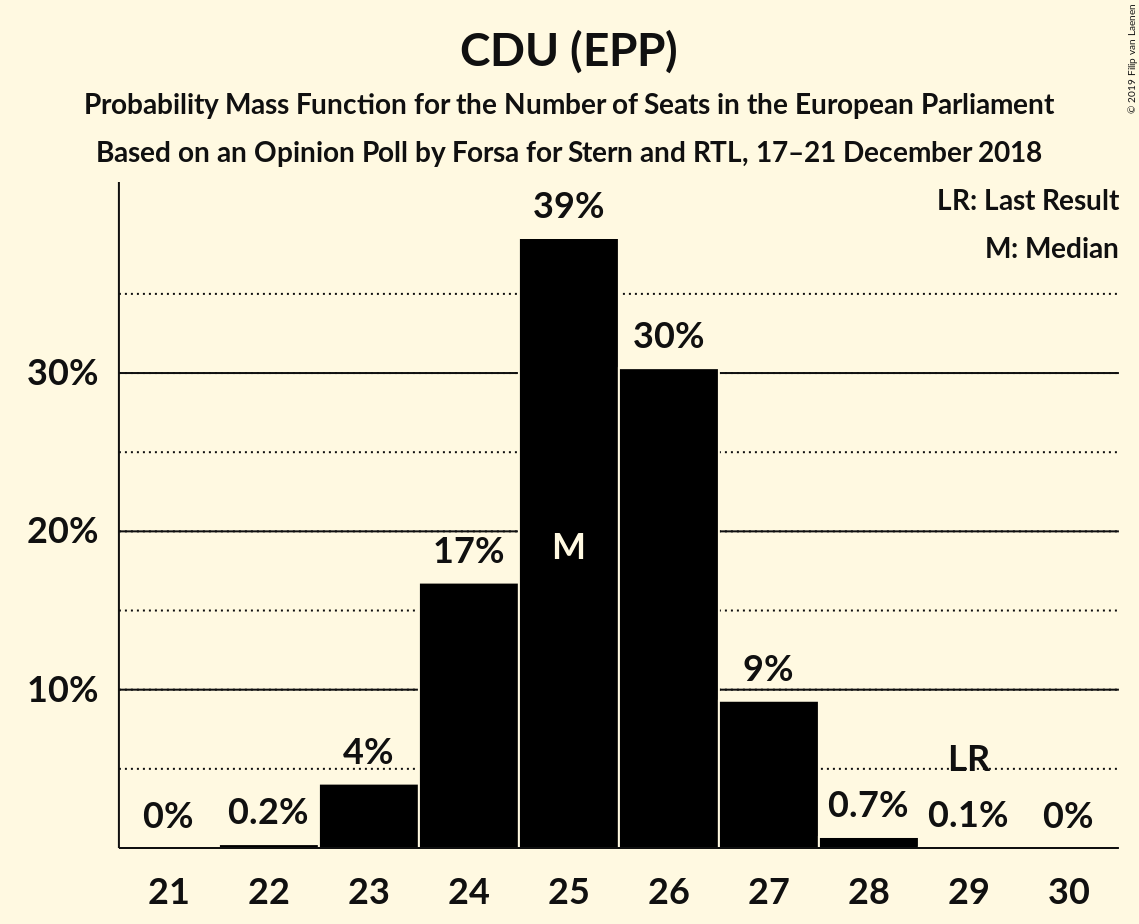 CDU (EPP)
Probability Mass Function for the Number of Seats in the European Parliament
Based on an Opinion Poll by Forsa for Stern and RTL, 17–21 December 2018
© 2019 Filip van Laenen
LR: Last Result
M: Median
39%
30%
30%
20%
17%
M
10%
9%
4%
LR
0%
0.2%
0.7%
0.1%
0%
21 22 23 24 25 26 27 28 29 30